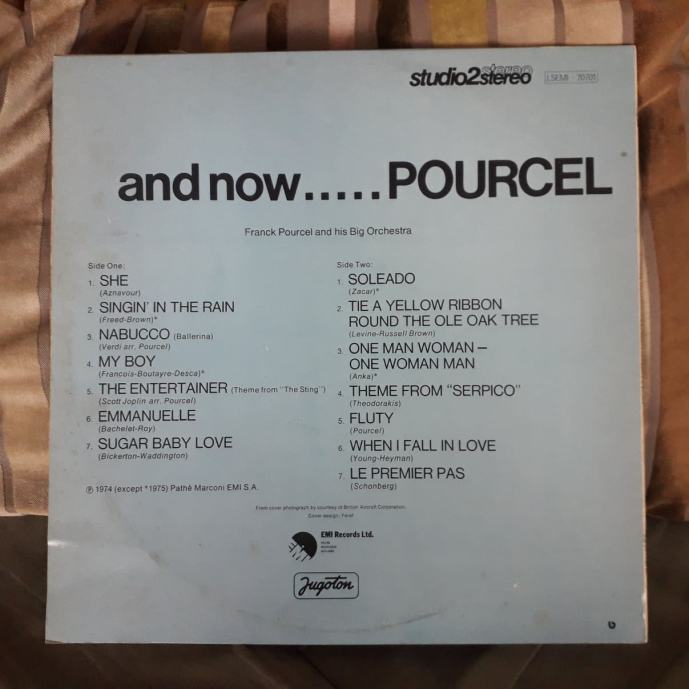 studio2stereo
LSEMI 70701
and now.....POURCEL
Franck Pourcel and his Big Orchestra
Side One:
1. SHE
(Aznavour)
2. SINGIN' IN THE RAIN
(Freed-Brown)*
3. NABUCCO (Ballerina)
(Verdi arr. Pourcel)
4. MY BOY
(Francois-Boutayre-Desca)*
5. THE ENTERTAINER (Theme from "The Sting")
(Scott Joplin arr. Pourcel)
6. EMMANUELLE
(Bachelet-Roy)
7. SUGAR BABY LOVE
(Bickerton-Waddington)
℗ 1974 (except *1975) Pathé Marconi EMI S.A.
Side Two:
1. SOLEADO
(Zacar)*
2. TIE A YELLOW RIBBON
ROUND THE OLE OAK TREE
(Levine-Russell Brown)
3. ONE MAN WOMAN –
ONE WOMAN MAN
(Anka)*
4. THEME FROM "SERPICO"
(Theodorakis)
5. FLUTY
(Pourcel)
6. WHEN I FALL IN LOVE
(Young-Heyman)
7. LE PREMIER PAS
(Schonberg)
Front cover photograph by courtesy of British Aircraft Corporation.
Cover design:
EMI Records Ltd.
Jugoton